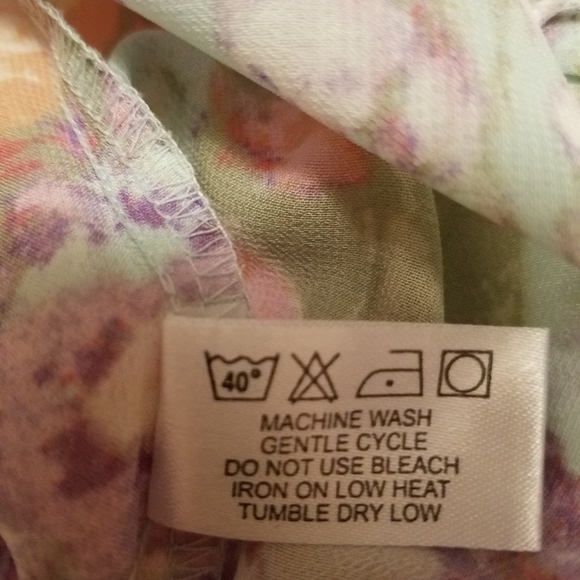 40°
MACHINE WASH
GENTLE CYCLE
DO NOT USE BLEACH
IRON ON LOW HEAT
TUMBLE DRY LOW